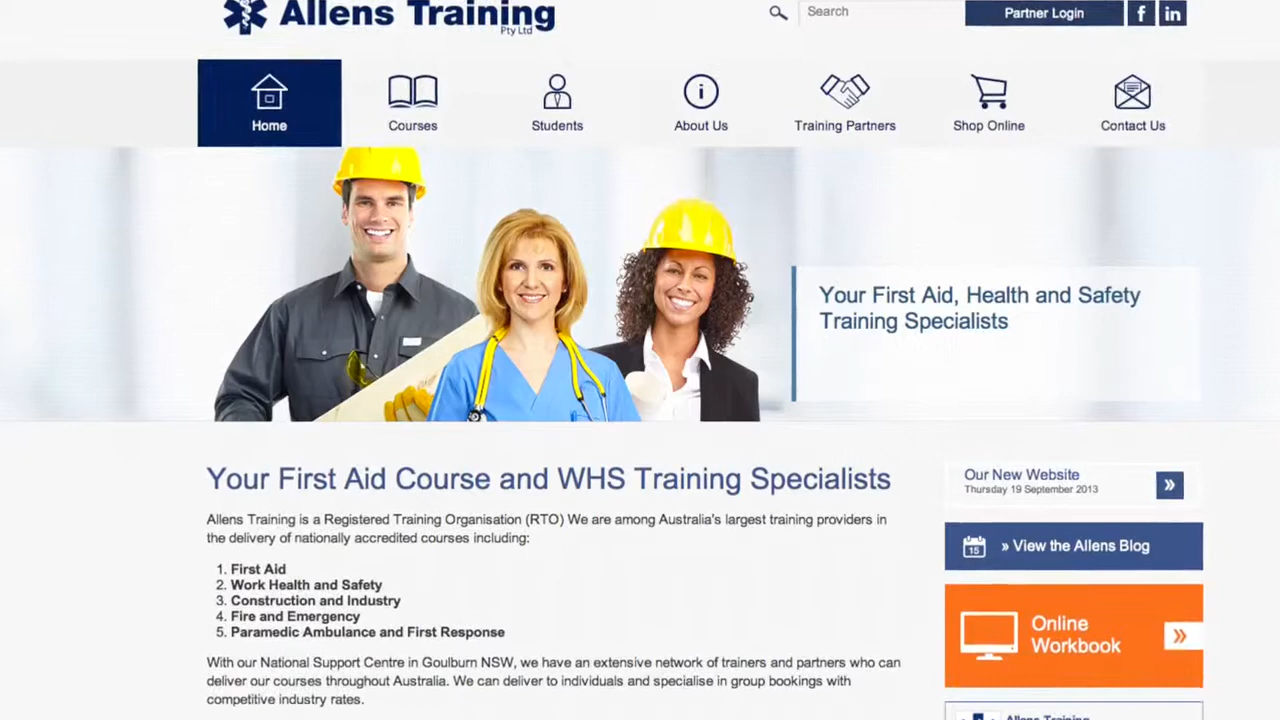 Allens Training
Pty Ltd
Search
Partner Login
f
in
Home
Courses
Students
About Us
Training Partners
Shop Online
Contact Us
Your First Aid, Health and Safety
Training Specialists
Your First Aid Course and WHS Training Specialists
Allens Training is a Registered Training Organisation (RTO) We are among Australia's largest training providers in
the delivery of nationally accredited courses including:
1. First Aid
2. Work Health and Safety
3. Construction and Industry
4. Fire and Emergency
5. Paramedic Ambulance and First Response
With our National Support Centre in Goulburn NSW, we have an extensive network of trainers and partners who can
deliver our courses throughout Australia. We can deliver to individuals and specialise in group bookings with
competitive industry rates.
Our New Website
Thursday 19 September 2013
»
15
» View the Allens Blog
Online
Workbook
»
Allens Training